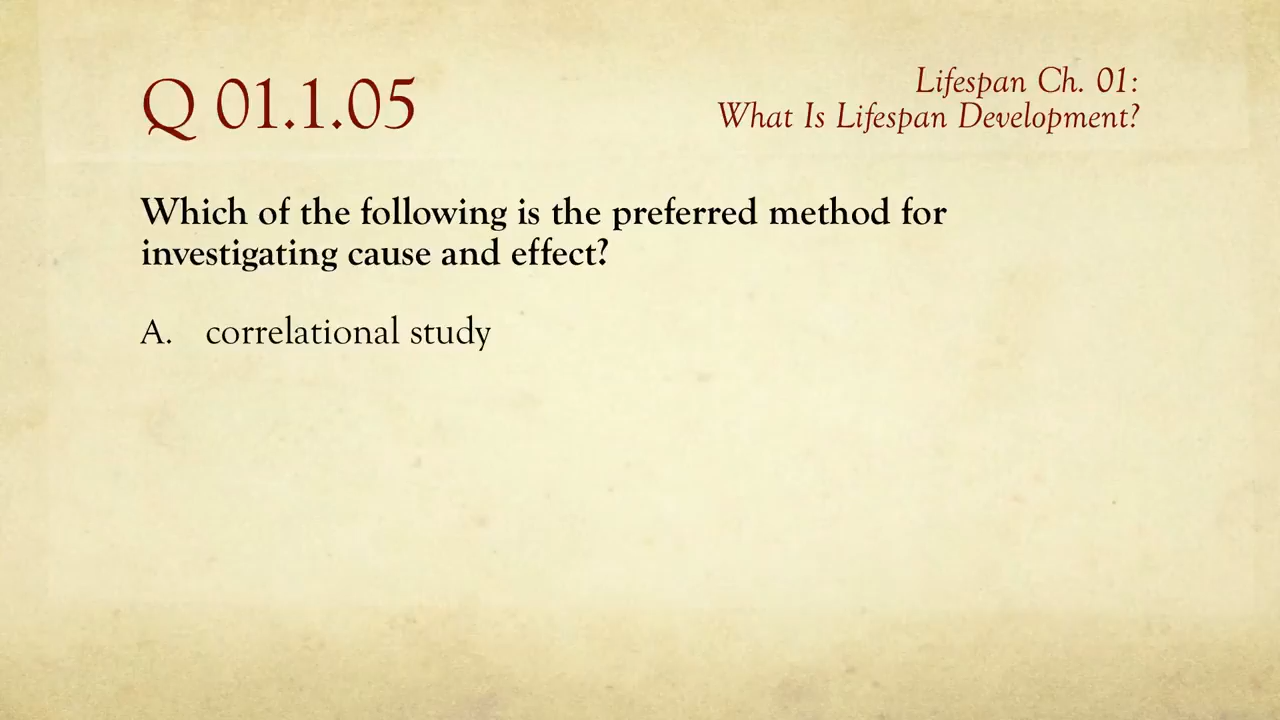 Q 01.1.05
Lifespan Ch. 01:
What Is Lifespan Development?
Which of the following is the preferred method for
investigating cause and effect?
A. correlational study